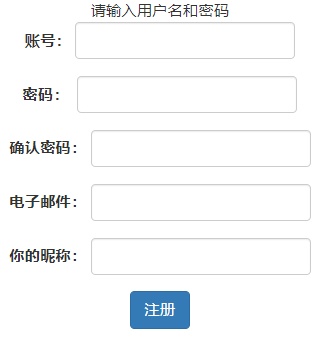 请输入用户名和密码
账号：
密码：
确认密码：
电子邮件：
你的昵称：
注册